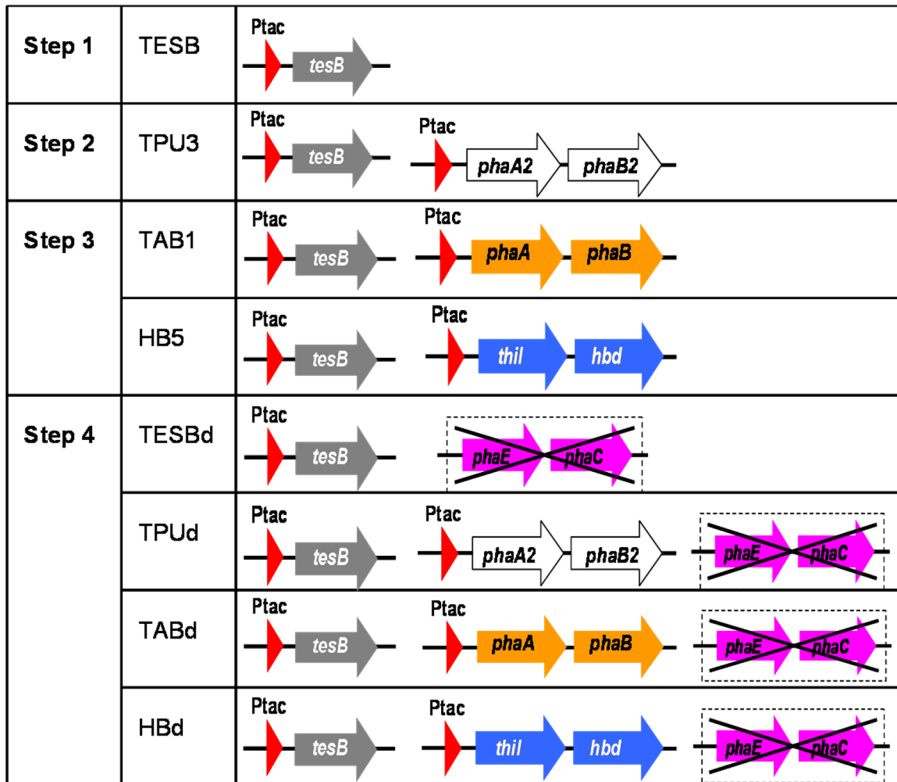 Step 1 TESB Ptac tesB
Step 2 TPU3 Ptac tesB Ptac phaA2 phaB2
Step 3 TAB1 Ptac tesB Ptac phaA phaB
HB5 Ptac tesB Ptac thil hbd
Step 4 TESBd Ptac tesB phaE phaC
TPUd Ptac tesB Ptac phaA2 phaB2 phaE phaC
TABd Ptac tesB Ptac phaA phaB phaE phaC
HBd Ptac tesB Ptac thil hbd phaE phaC